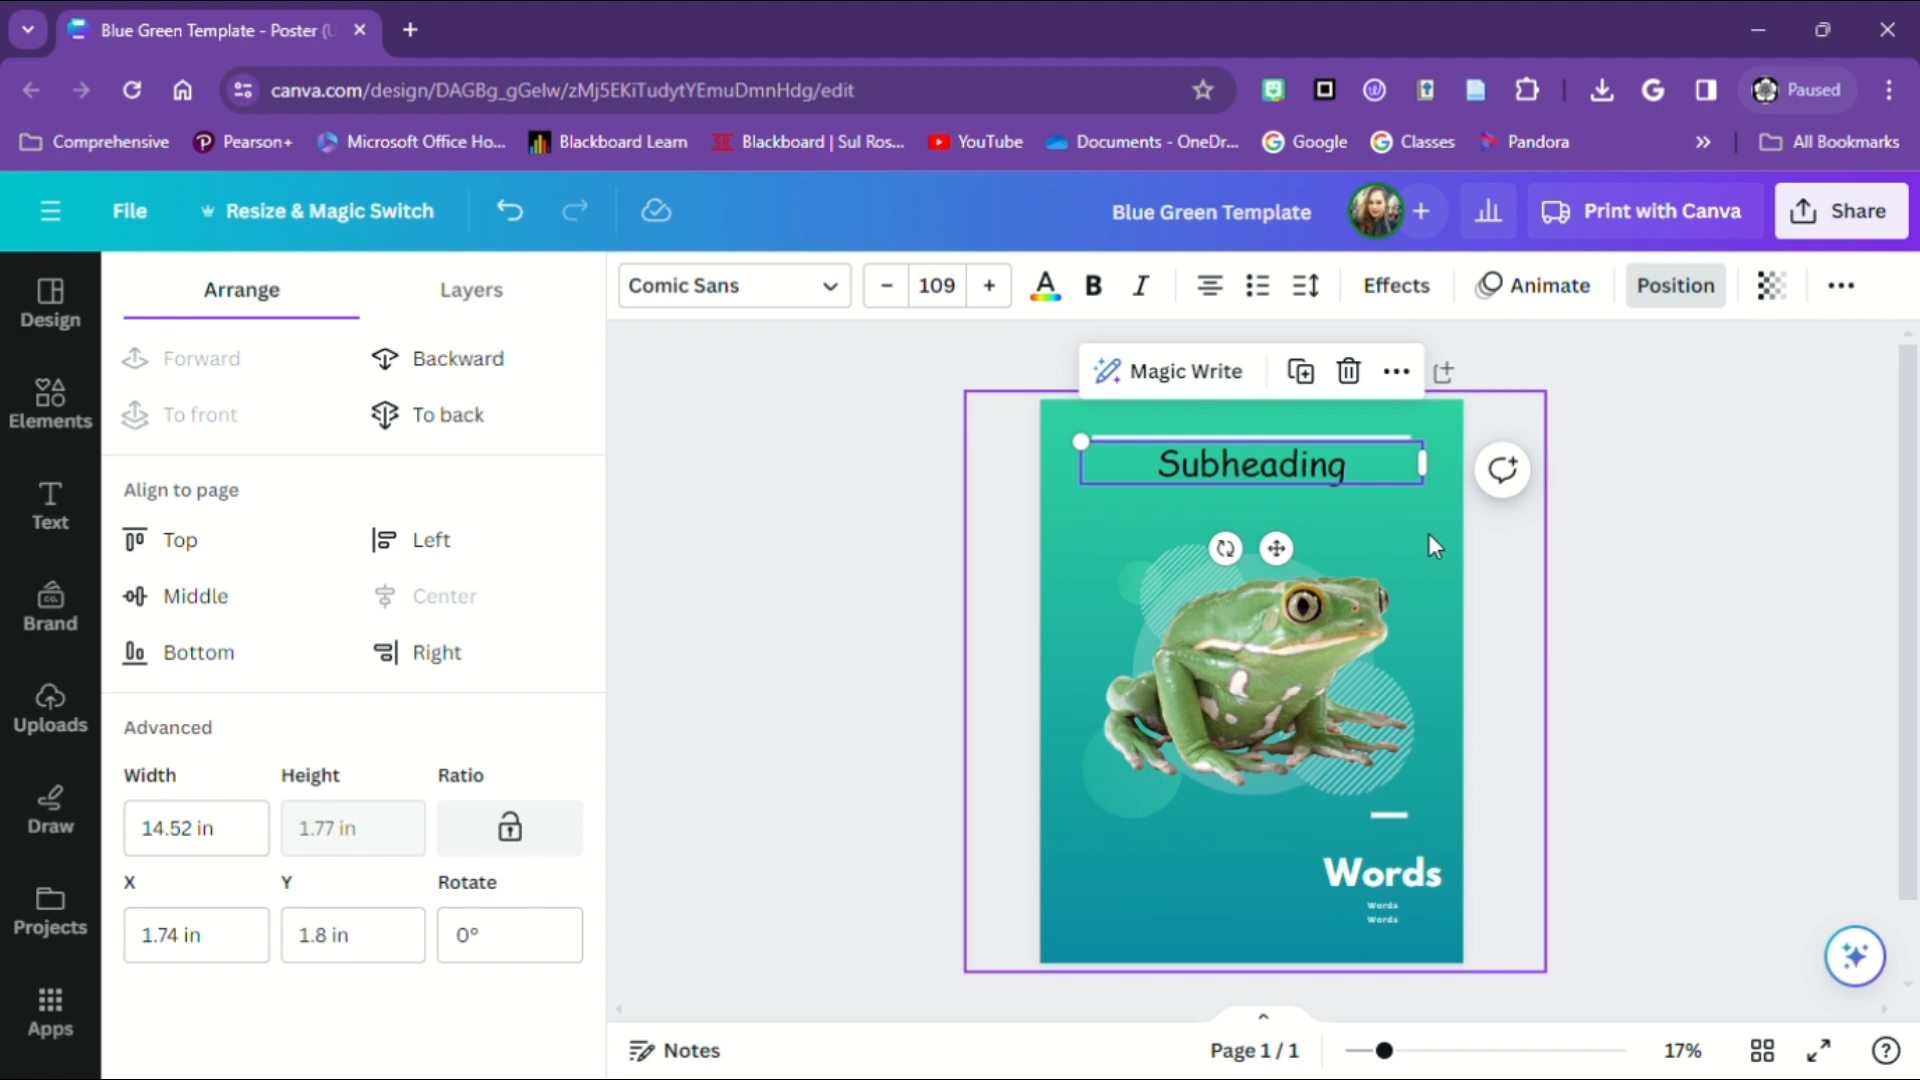 Blue Green Template - Poster (U
canva.com/design/DAGBg_gGelw/zMj5EKiTudytYEmuDmnHdg/edit
Paused
Comprehensive
Pearson+
Microsoft Office Ho...
Blackboard Learn
Blackboard | Sul Ros...
YouTube
Documents - OneDr...
Google
Classes
Pandora
All Bookmarks
File
Resize & Magic Switch
Blue Green Template
Print with Canva
Share
Design
Elements
Text
Brand
Uploads
Draw
Projects
Apps
Arrange
Layers
Forward
Backward
To front
To back
Align to page
Top
Left
Middle
Center
Bottom
Right
Advanced
Width
Height
Ratio
14.52 in
1.77 in
X
Y
Rotate
1.74 in
1.8 in
0°
Comic Sans
- 109 +
A
B
I
Effects
Animate
Position
Magic Write
Subheading
Words
Words
Words
Notes
Page 1 / 1
17%